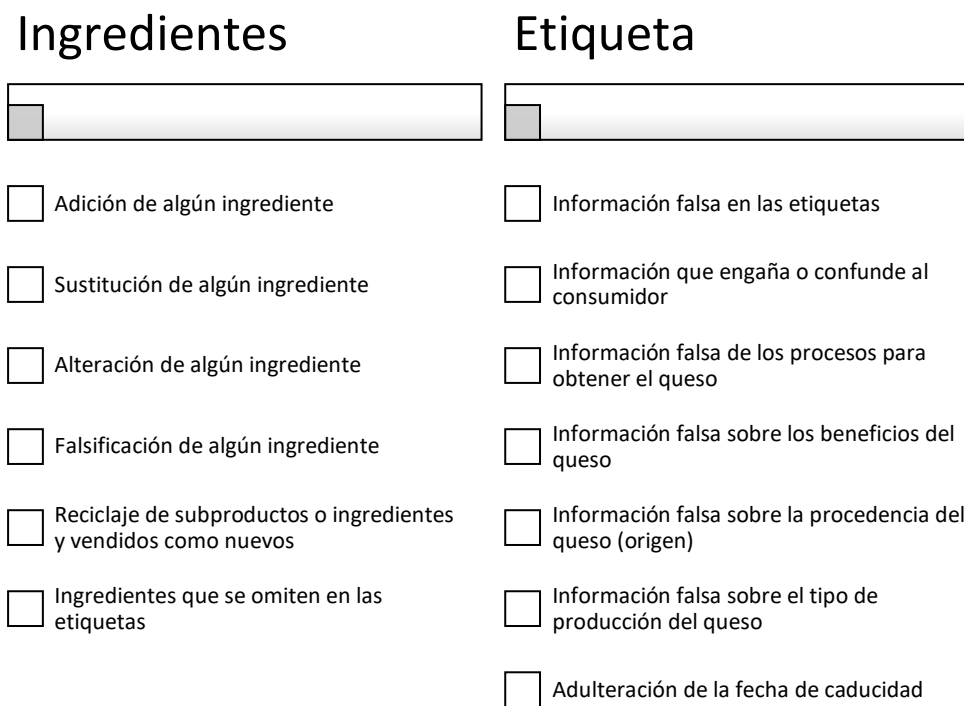 Ingredientes
Adición de algún ingrediente
Sustitución de algún ingrediente
Alteración de algún ingrediente
Falsificación de algún ingrediente
Reciclaje de subproductos o ingredientes
y vendidos como nuevos
Ingredientes que se omiten en las
etiquetas
Etiqueta
Información falsa en las etiquetas
Información que engaña o confunde al
consumidor
Información falsa de los procesos para
obtener el queso
Información falsa sobre los beneficios del
queso
Información falsa sobre la procedencia del
queso (origen)
Información falsa sobre el tipo de
producción del queso
Adulteración de la fecha de caducidad